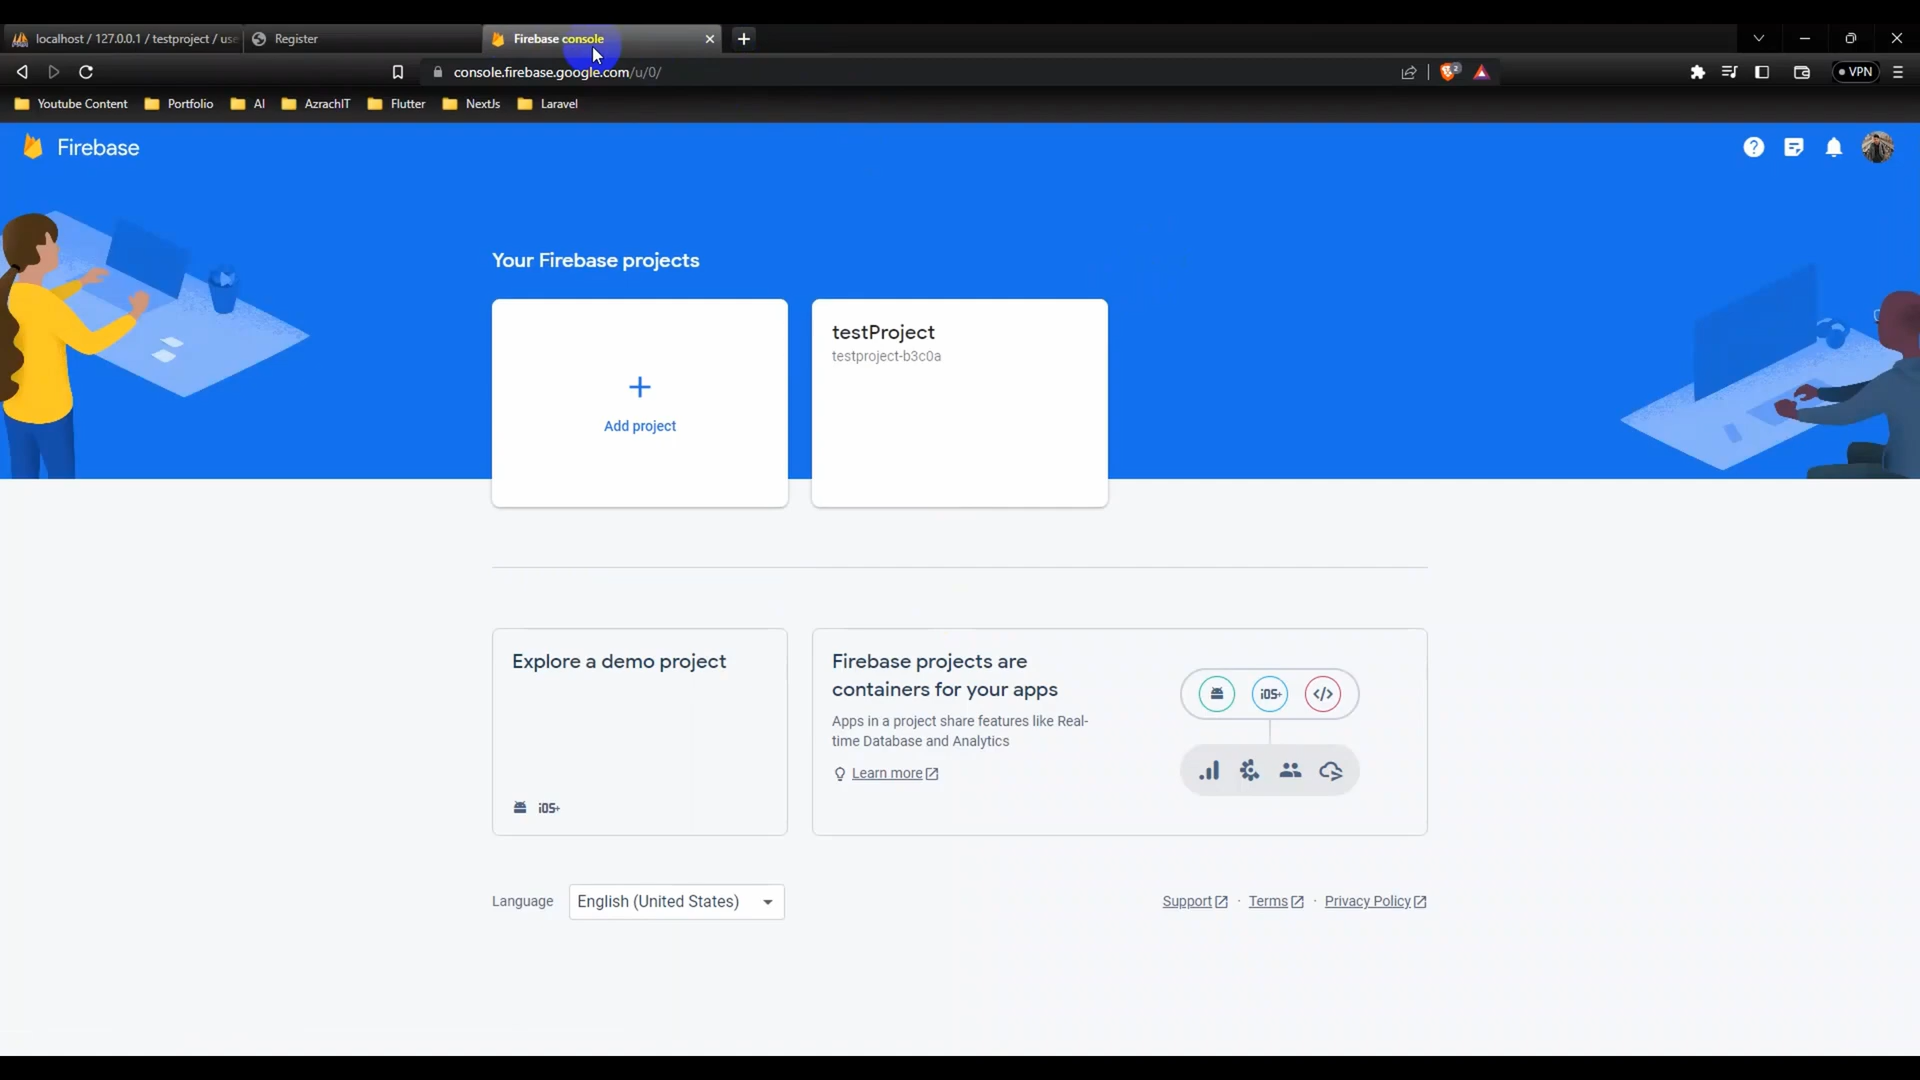 localhost / 127.0.0.1 / testproject / use
Register
Firebase console
console.firebase.google.com/u/0/
2
VPN
Youtube Content
Portfolio
AI
AzrachIT
Flutter
NextJs
Laravel
Firebase
Your Firebase projects
Add project
testProject
testproject-b3c0a
Explore a demo project
iOS+
Firebase projects are
containers for your apps
Apps in a project share features like Real-
time Database and Analytics
Learn more
iOS+
Language
English (United States)
Support · Terms · Privacy Policy